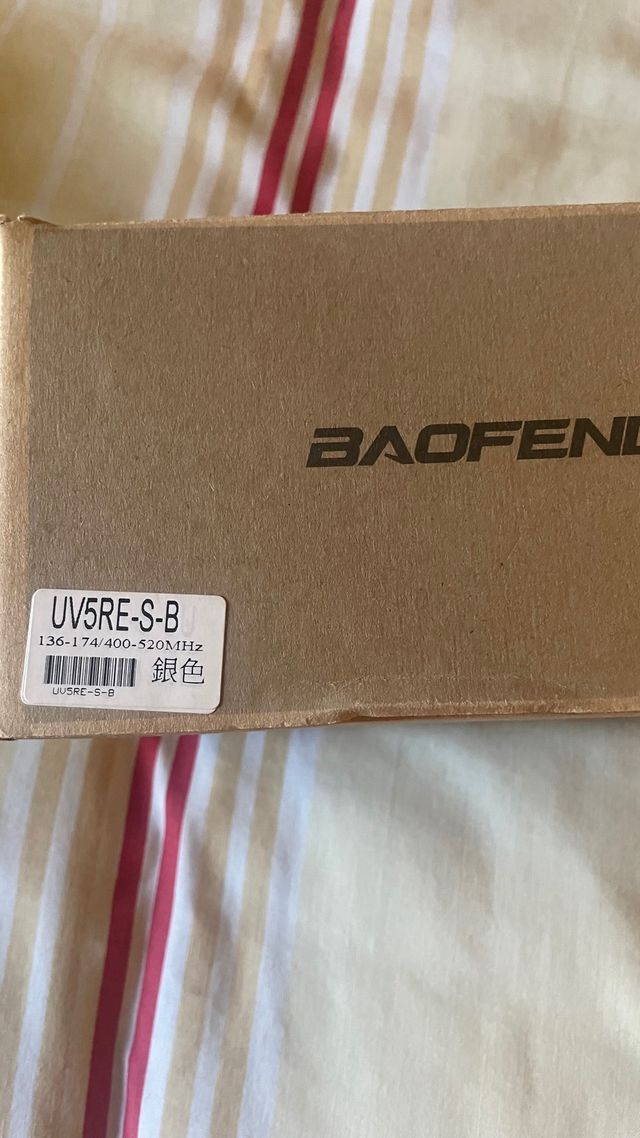 BAOFENG
UV5RE-S-B
136-174/400-520MHz
銀色
UV5RE-S-B